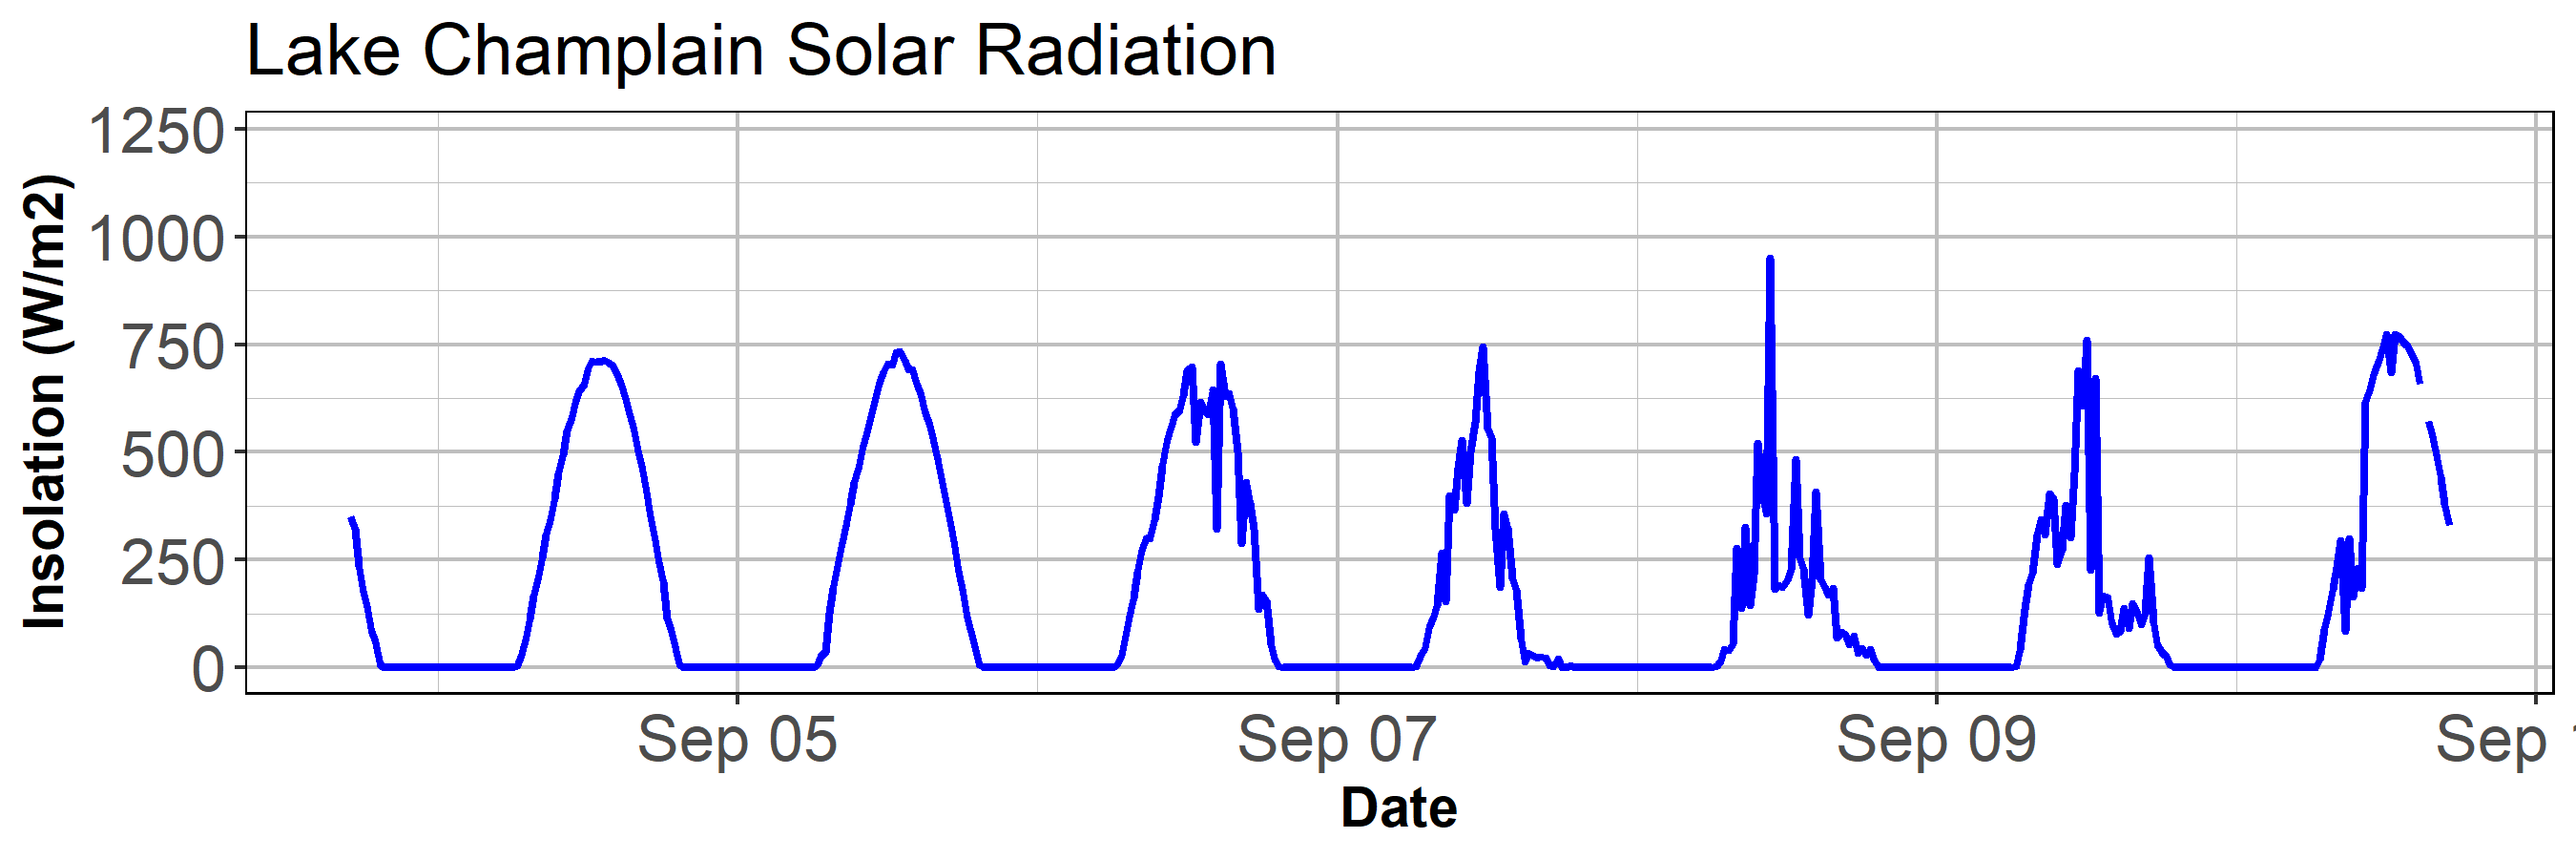 Lake Champlain Solar Radiation
1250
1000
750
500
250
0
Insolation (W/m2)
Sep 05
Sep 07
Sep 09
Sep
Date